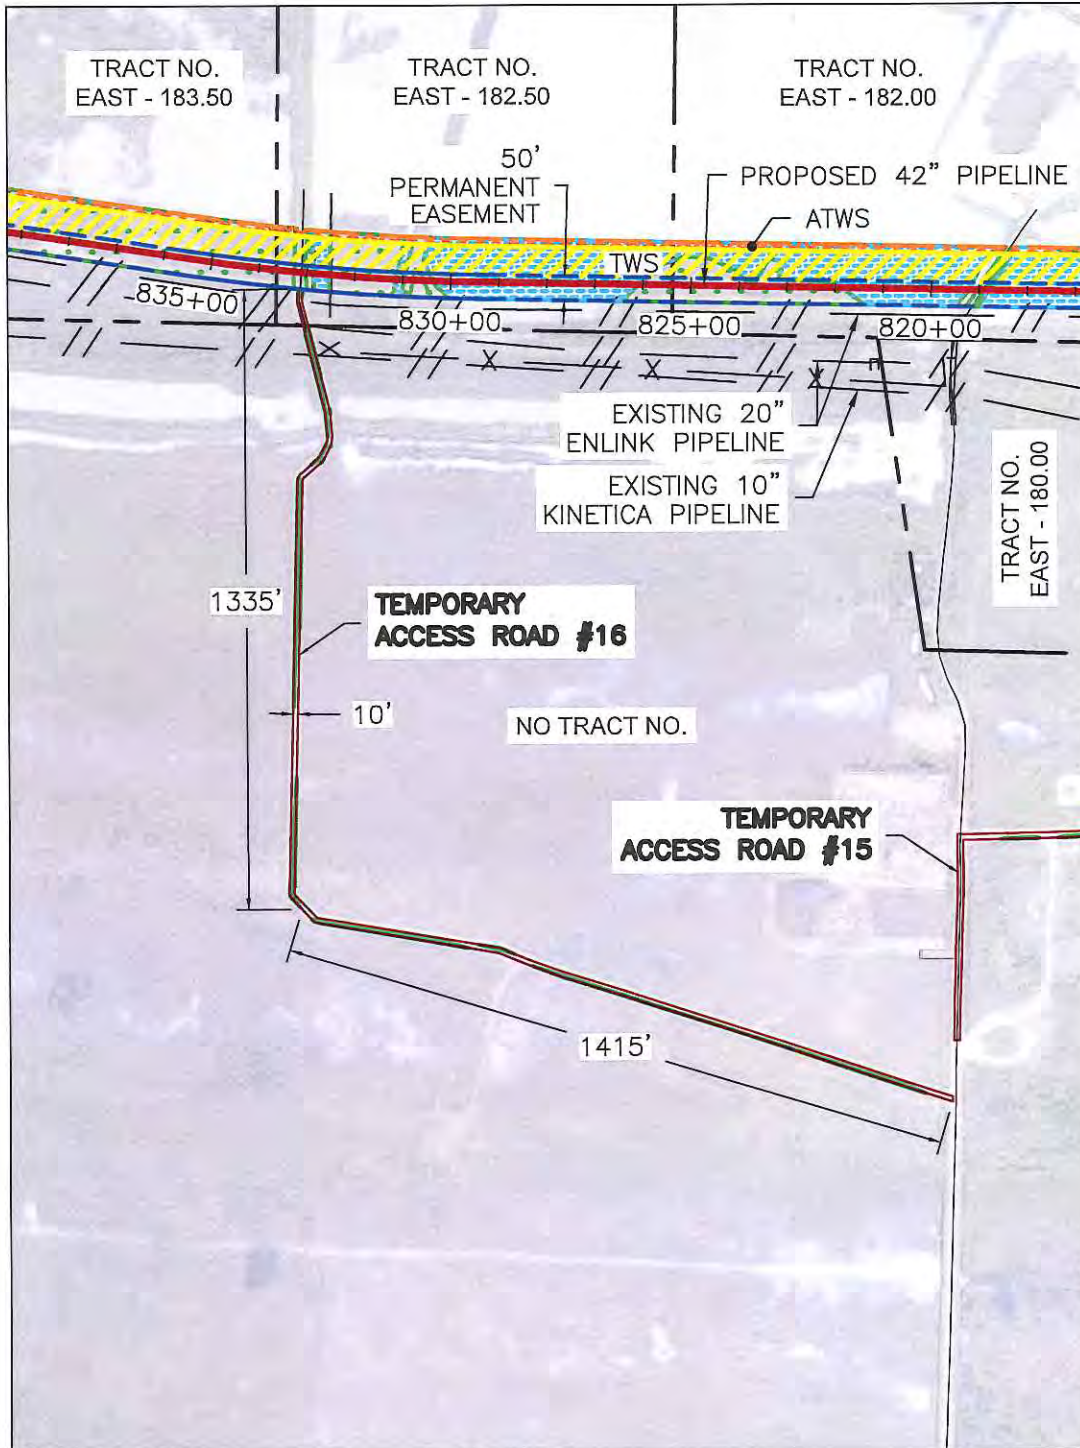 TRACT NO.
EAST - 183.50
TRACT NO.
EAST - 182.50
TRACT NO.
EAST - 182.00
50'
PERMANENT
EASEMENT
PROPOSED 42" PIPELINE
ATWS
TWS
835+00
830+00
825+00
820+00
EXISTING 20"
ENLINK PIPELINE
EXISTING 10"
KINETICA PIPELINE
TRACT NO.
EAST - 180.00
1335'
TEMPORARY
ACCESS ROAD #16
10'
NO TRACT NO.
TEMPORARY
ACCESS ROAD #15
1415'